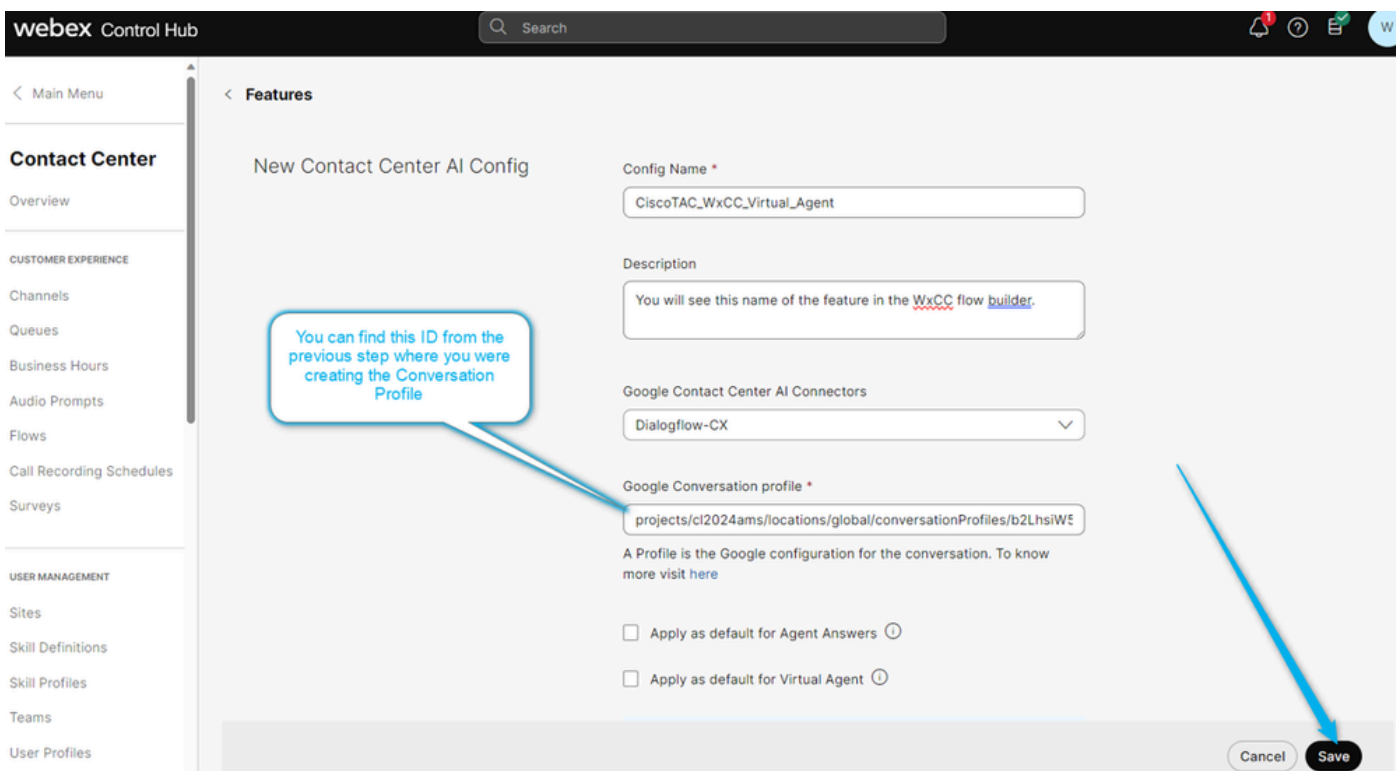 webex Control Hub
Search
1
W
Main Menu
Features
Contact Center
Overview
CUSTOMER EXPERIENCE
Channels
Queues
Business Hours
Audio Prompts
Flows
Call Recording Schedules
Surveys
USER MANAGEMENT
Sites
Skill Definitions
Skill Profiles
Teams
User Profiles
New Contact Center AI Config
You can find this ID from the
previous step where you were
creating the Conversation
Profile
Config Name *
CiscoTAC_WxCC_Virtual_Agent
Description
You will see this name of the feature in the WxCC flow builder.
Google Contact Center AI Connectors
Dialogflow-CX
Google Conversation profile *
projects/cl2024ams/locations/global/conversationProfiles/b2LhsiW5
A Profile is the Google configuration for the conversation. To know
more visit here
Apply as default for Agent Answers
Apply as default for Virtual Agent
Cancel
Save